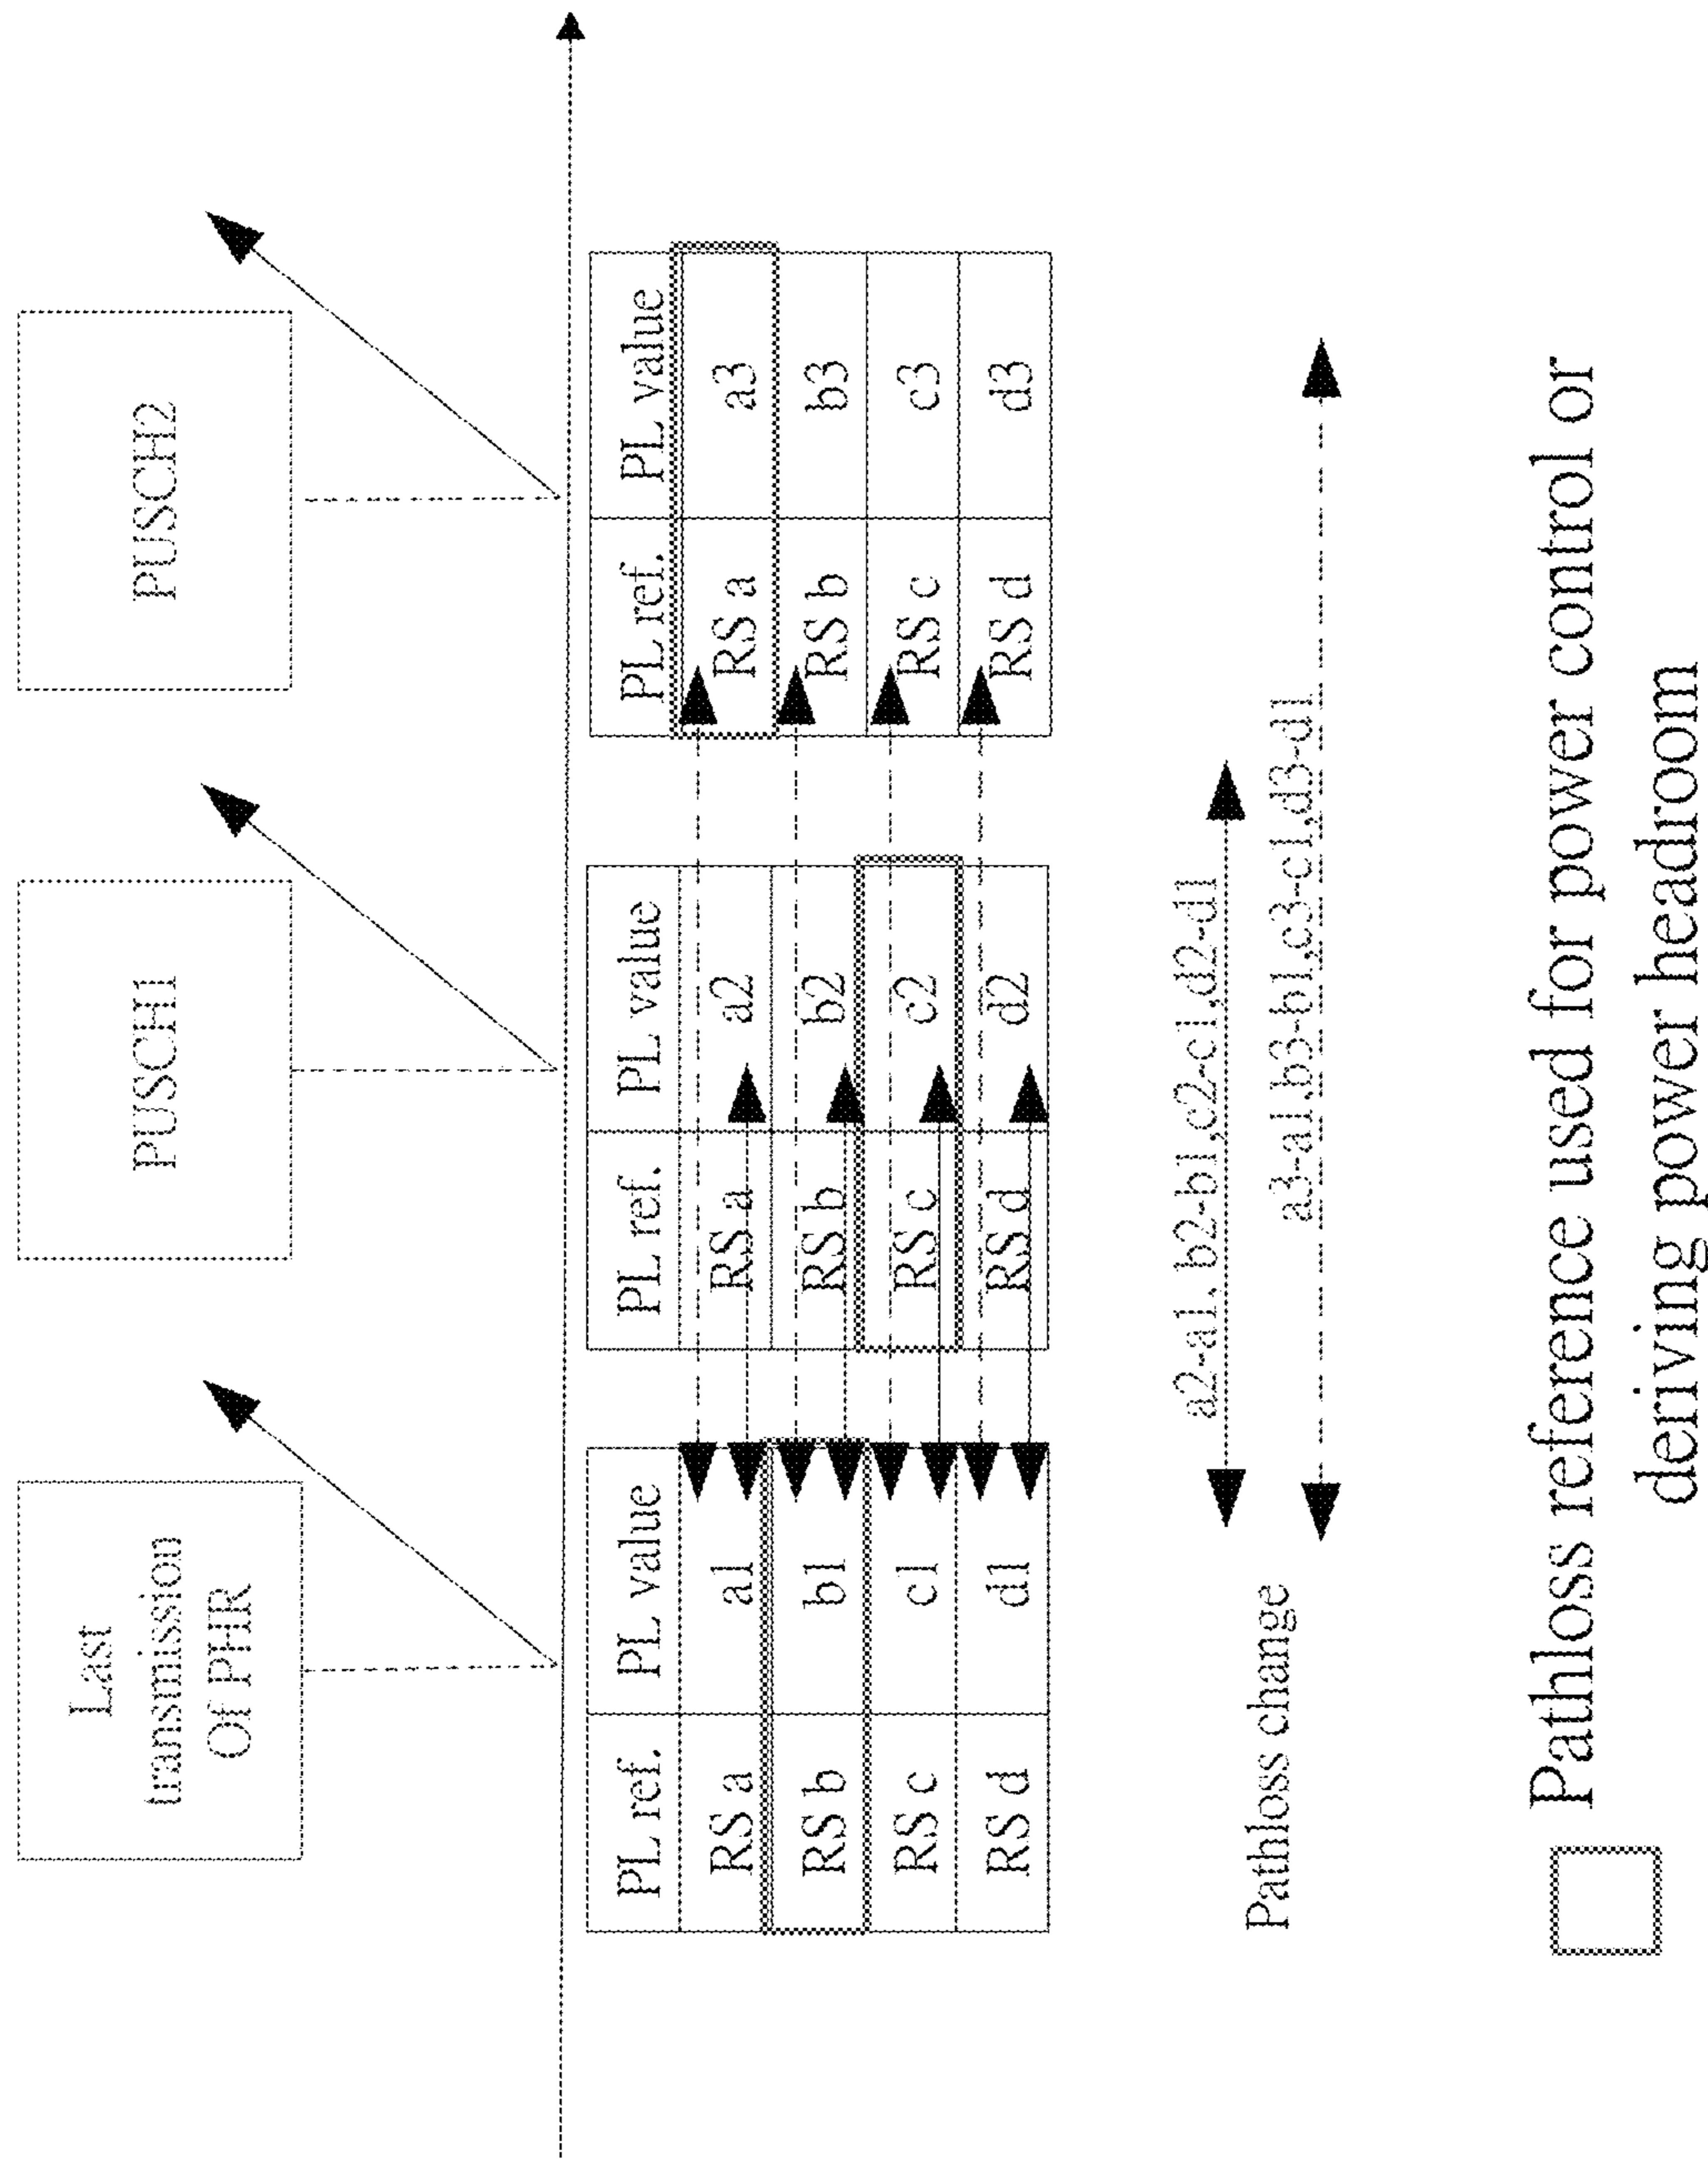 Last
transmission
Of PHR
PUSCH1
PUSCH2
PL ref. PL value
RS a a1
RS b b1
RS c c1
RS d d1
PL ref. PL value
RS a a2
RS b b2
RS c c2
RS d d2
PL ref. PL value
RS a a3
RS b b3
RS c c3
RS d d3
Pathloss change
a2-a1, b2-b1,c2-c1,d2-d1
a3-a1,b3-b1,c3-c1,d3-d1
Pathloss reference used for power control or
deriving power headroom